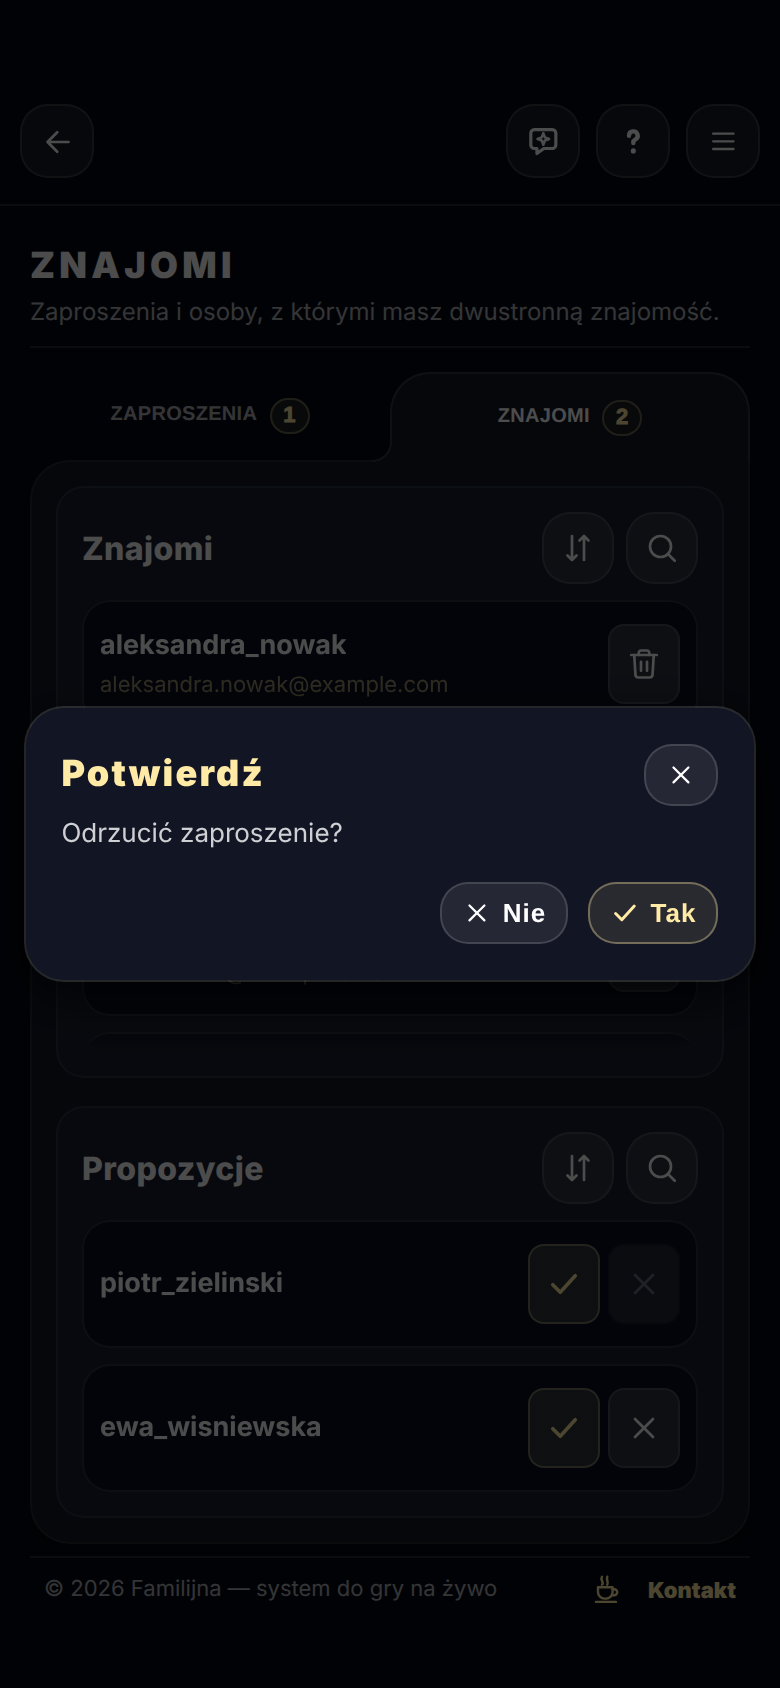 ZNAJOMI
Zaproszenia i osoby, z którymi masz dwustronną znajomość.
ZAPROSZENIA 1
ZNAJOMI 2
Znajomi
aleksandra_nowak
aleksandra.nowak@example.com
Potwierdź
Odrzucić zaproszenie?
Nie
Tak
Propozycje
piotr_zielinski
ewa_wisniewska
© 2026 Familijna — system do gry na żywo
Kontakt